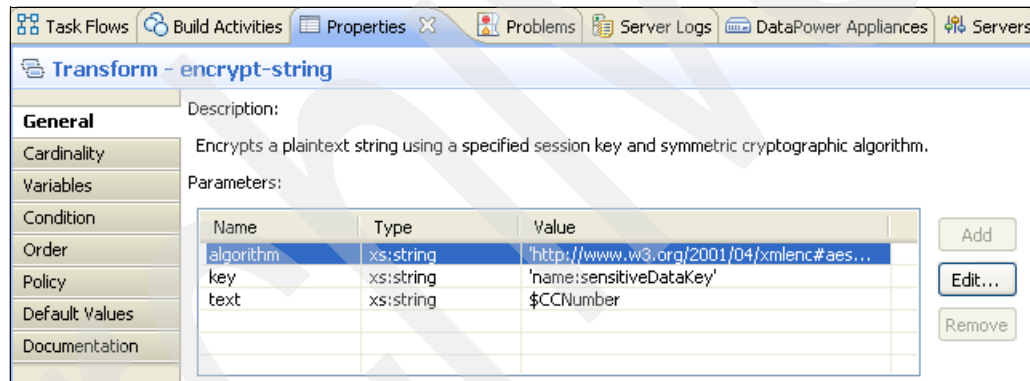 Task Flows Build Activities Properties Problems Server Logs DataPower Appliances Servers
Transform - encrypt-string
General
Cardinality
Variables
Condition
Order
Policy
Default Values
Documentation
Description:
Encrypts a plaintext string using a specified session key and symmetric cryptographic algorithm.
Parameters:
Name Type Value
algorithm xs:string 'http://www.w3.org/2001/04/xmlenc#aes...
key xs:string 'name:sensitiveDataKey'
text xs:string $CCNumber
Add
Edit...
Remove